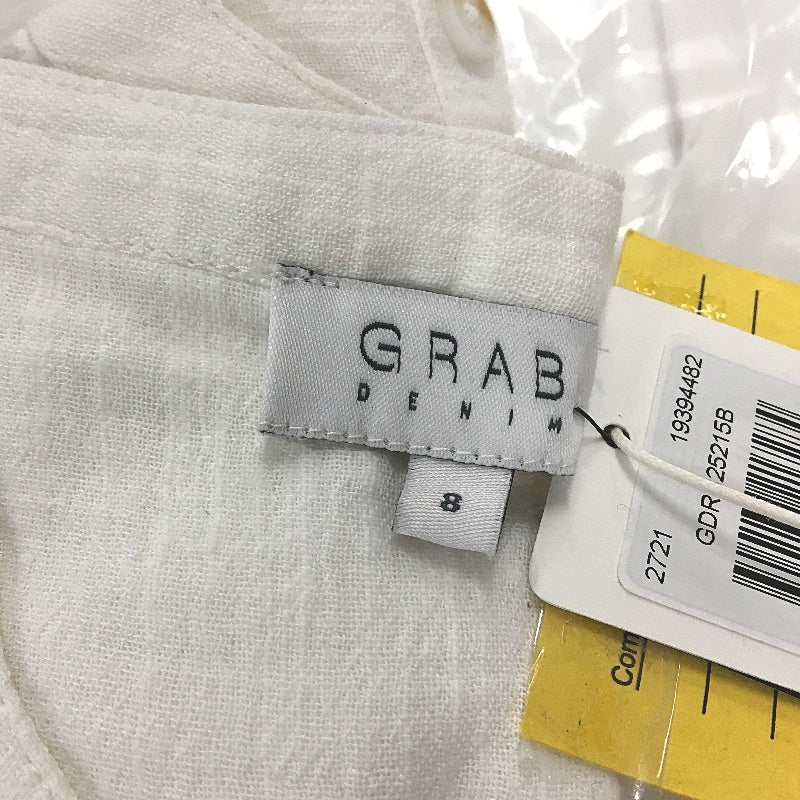 GRAB
DENIM
8
19394482
GDR 25215B
2721
Com